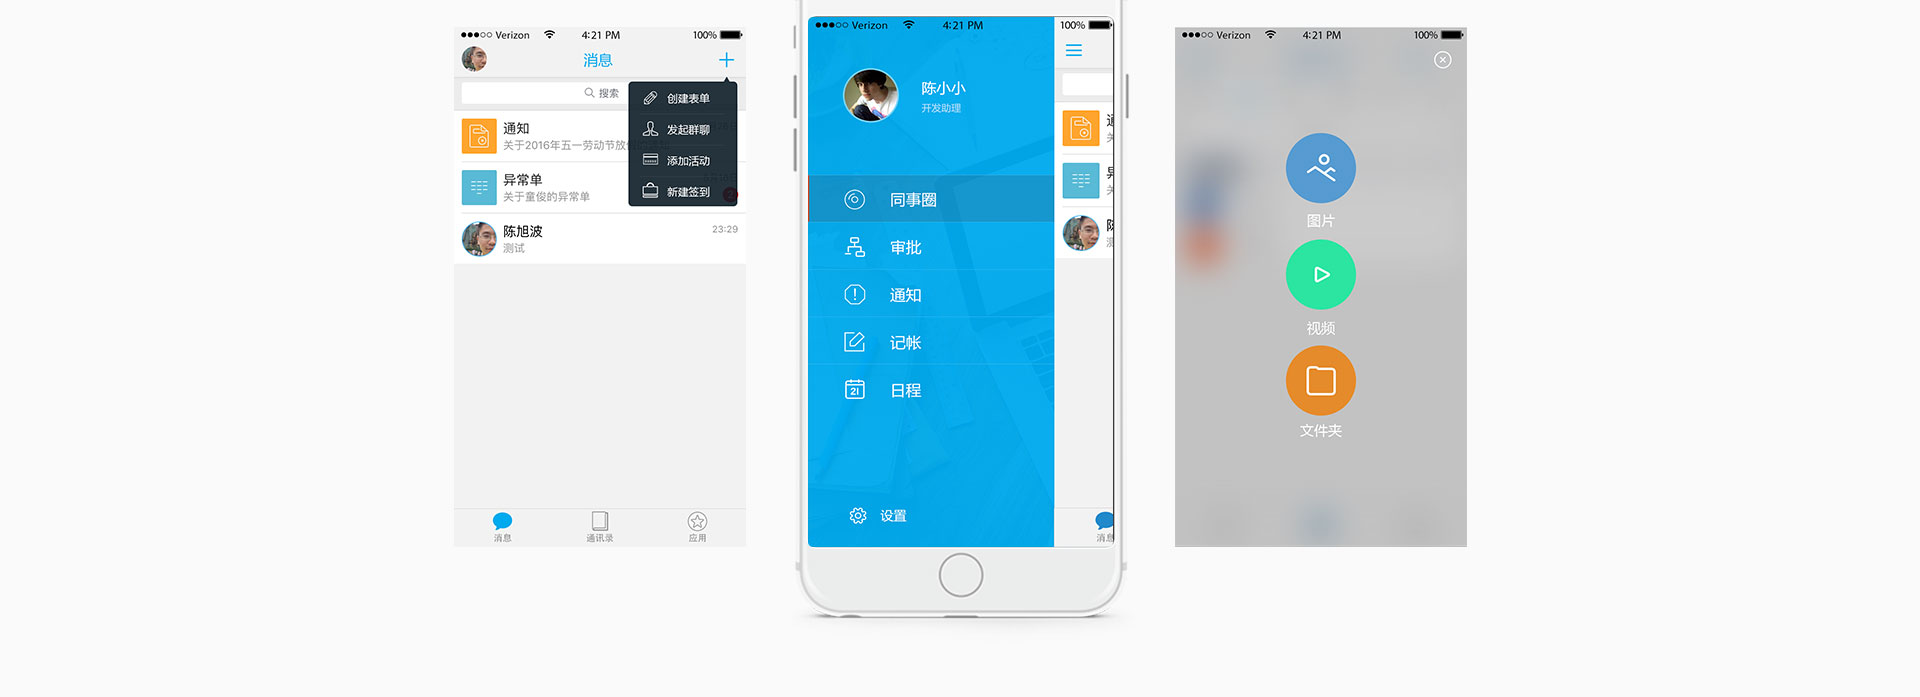 Verizon 4:21 PM 100%
消息
搜索
创建表单
发起群聊
添加活动
新建签到
通知
关于2016年五一劳动节放
异常单
关于童俊的异常单
陈旭波 23:29
测试
消息 通讯录 应用
Verizon 4:21 PM 100%
陈小小
开发助理
同事圈
审批
通知
记帐
21 日程
设置
消息
Verizon 4:21 PM 100%
图片
视频
文件夹